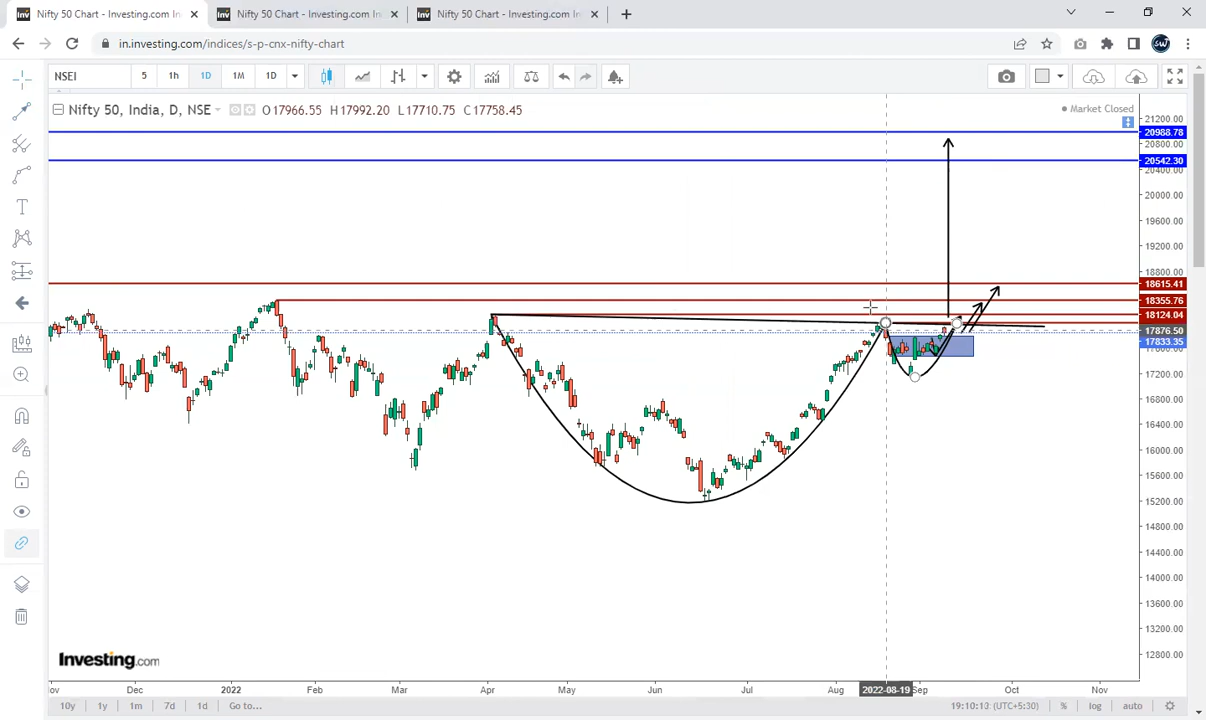 Nifty 50 Chart - Investing.com In
Nifty 50 Chart - Investing.com In
Nifty 50 Chart - Investing.com In
in.investing.com/indices/s-p-cnx-nifty-chart
NSEI 5 1h 1D 1M 1D
Nifty 50, India, D, NSE O17966.55 H17992.20 L17710.75 C17758.45
Market Closed
21200.00
20988.78
20800.00
20542.30
20400.00
20000.00
19600.00
19200.00
18800.00
18615.41
18355.76
18124.04
17876.50
17833.35
17200.00
16800.00
16400.00
16000.00
15600.00
15200.00
14800.00
14400.00
14000.00
13600.00
13200.00
12800.00
Investing.com
ov Dec 2022 Feb Mar Apr May Jun Jul Aug 2022-08-19 Sep Oct Nov
10y 1y 1m 7d 1d Go to... 19:10:13 (UTC+5:30) % log auto